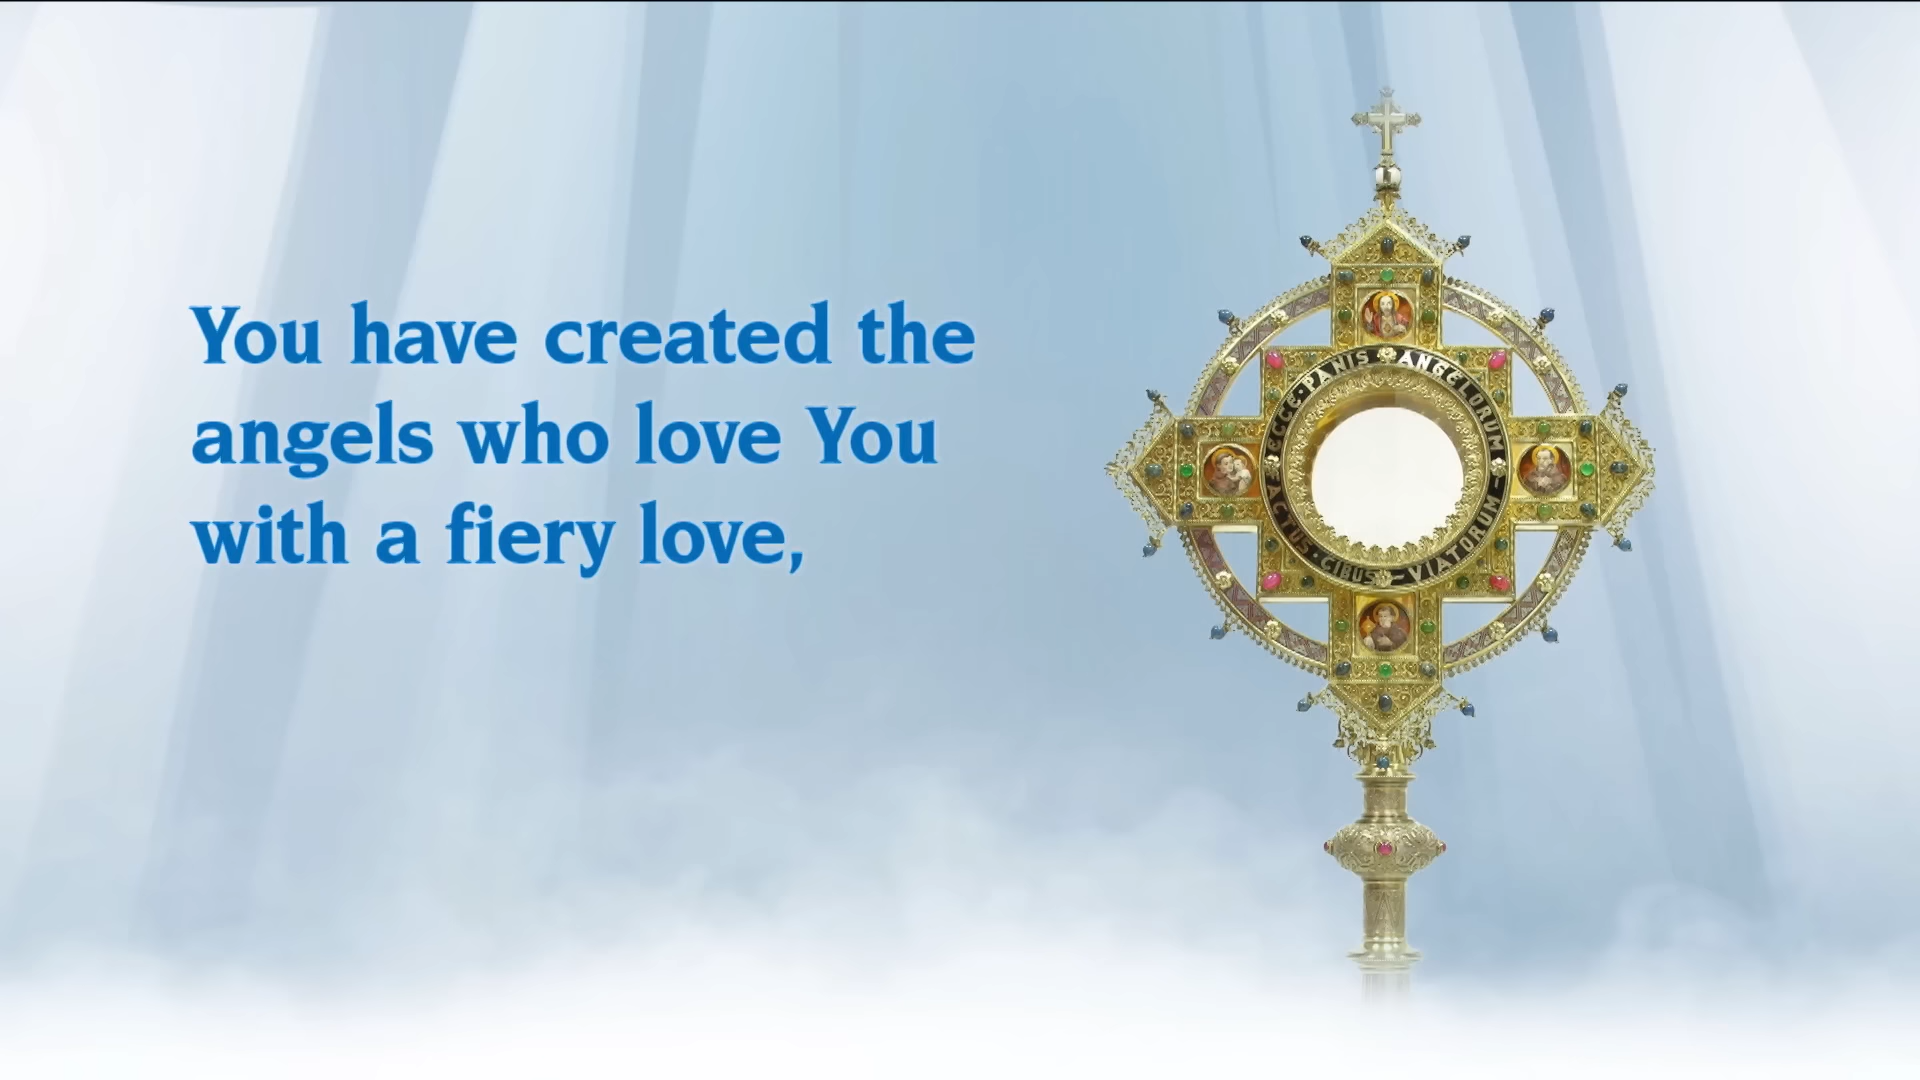 You have created the
angels who love You
with a fiery love,
ECCE · PANIS ANGELORUM
FACTUS · CIBUS – VIATORUM –